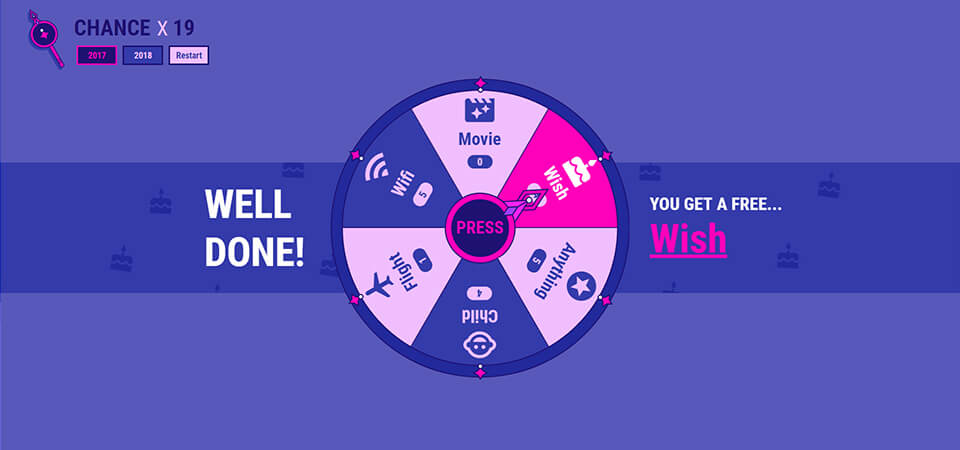 CHANCE X 19
2017 2018 Restart
Movie
0
Wish
Wifi
5
WELL
DONE!
PRESS
YOU GET A FREE...
Wish
Flight
1
Anything
5
Child
4